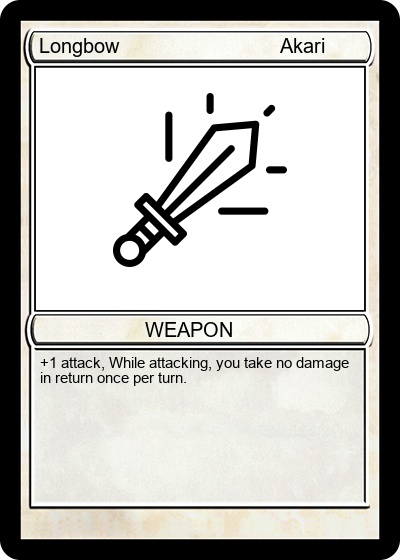 Longbow Akari
WEAPON
+1 attack, While attacking, you take no damage
in return once per turn.